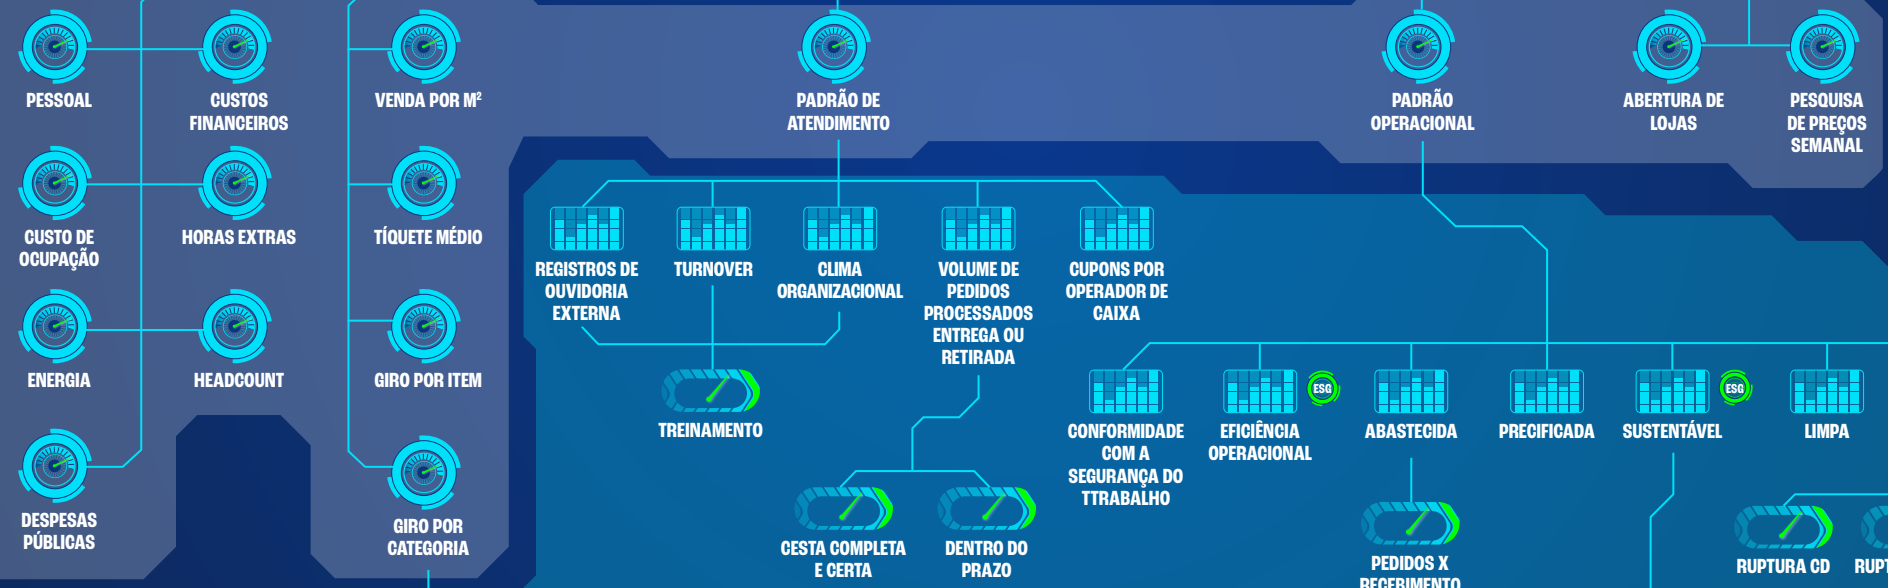 PESSOAL
CUSTOS
FINANCEIROS
VENDA POR M²
PADRÃO DE
ATENDIMENTO
PADRÃO
OPERACIONAL
ABERTURA DE
LOJAS
PESQUISA
DE PREÇOS
SEMANAL
CUSTO DE
OCUPAÇÃO
HORAS EXTRAS
TÍQUETE MÉDIO
REGISTROS DE
OUVIDORIA
EXTERNA
TURNOVER
CLIMA
ORGANIZACIONAL
VOLUME DE
PEDIDOS
PROCESSADOS
ENTREGA OU
RETIRADA
CUPONS POR
OPERADOR DE
CAIXA
ENERGIA
HEADCOUNT
GIRO POR ITEM
TREINAMENTO
CONFORMIDADE
COM A
SEGURANÇA DO
TTRABALHO
EFICIÊNCIA
OPERACIONAL
ESG
ABASTECIDA
PRECIFICADA
SUSTENTÁVEL
ESG
LIMPA
DESPESAS
PÚBLICAS
GIRO POR
CATEGORIA
CESTA COMPLETA
E CERTA
DENTRO DO
PRAZO
PEDIDOS X
RECEBIMENTO
RUPTURA CD